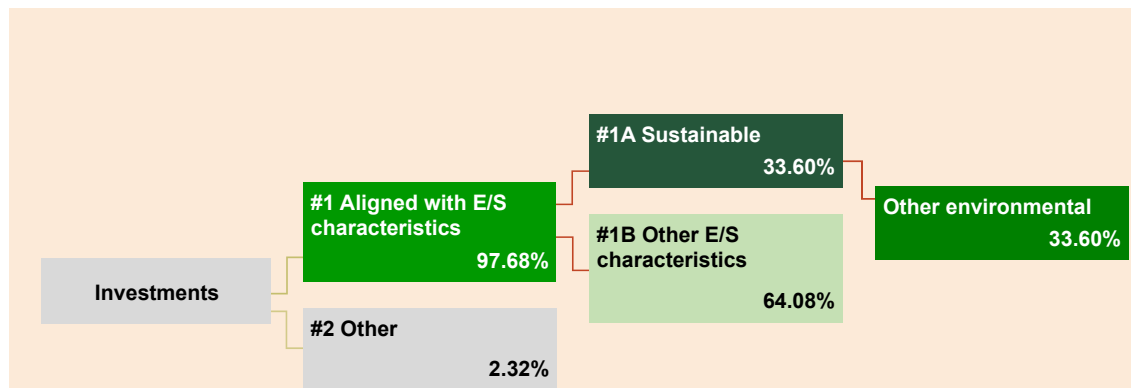 #1A Sustainable
33.60%
#1 Aligned with E/S
characteristics
97.68%
Other environmental
33.60%
#1B Other E/S
characteristics
64.08%
Investments
#2 Other
2.32%